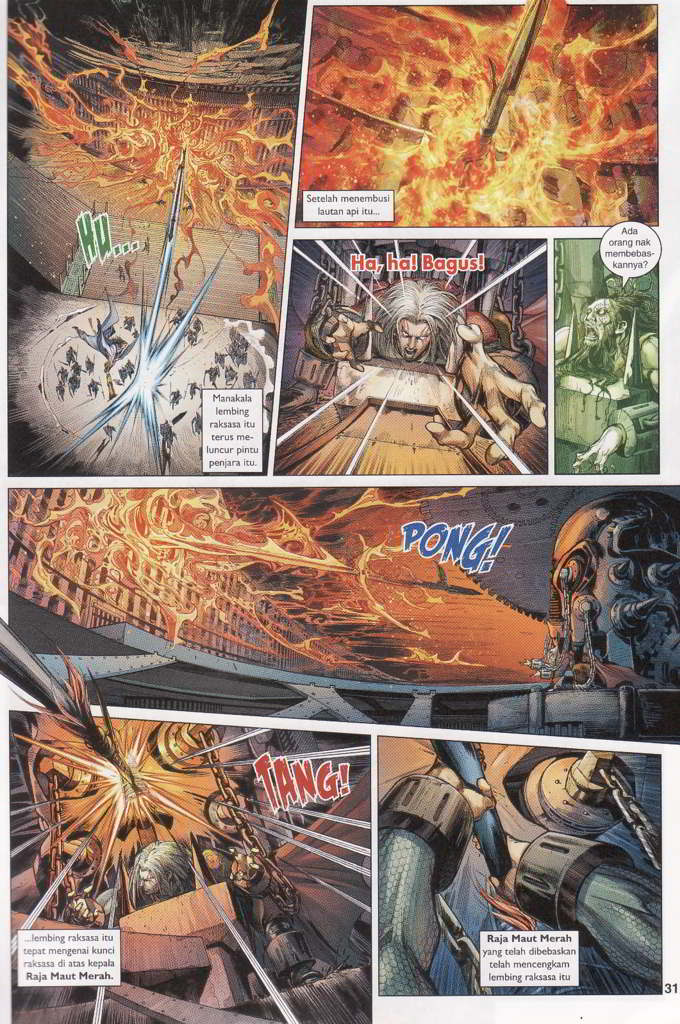 HU...
Manakala
lembing
raksasa itu
terus me-
luncur pintu
penjara itu.
Setelah menembusi
lautan api itu...
Ha, ha! Bagus!
Ada
orang nak
membebas-
kannya?
PONG!
TANG!
...lembing raksasa itu
tepat mengenai kunci
raksasa di atas kepala
Raja Maut Merah.
Raja Maut Merah
yang telah dibebaskan
telah mencengkam
lembing raksasa itu
31